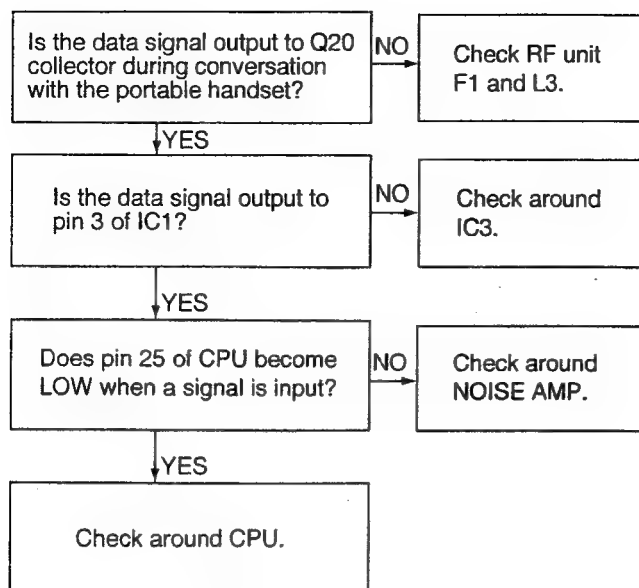 Is the data signal output to Q20
collector during conversation
with the portable handset?
NO
Check RF unit
F1 and L3.
YES
Is the data signal output to
pin 3 of IC1?
NO
Check around
IC3.
YES
Does pin 25 of CPU become
LOW when a signal is input?
NO
Check around
NOISE AMP.
YES
Check around CPU.